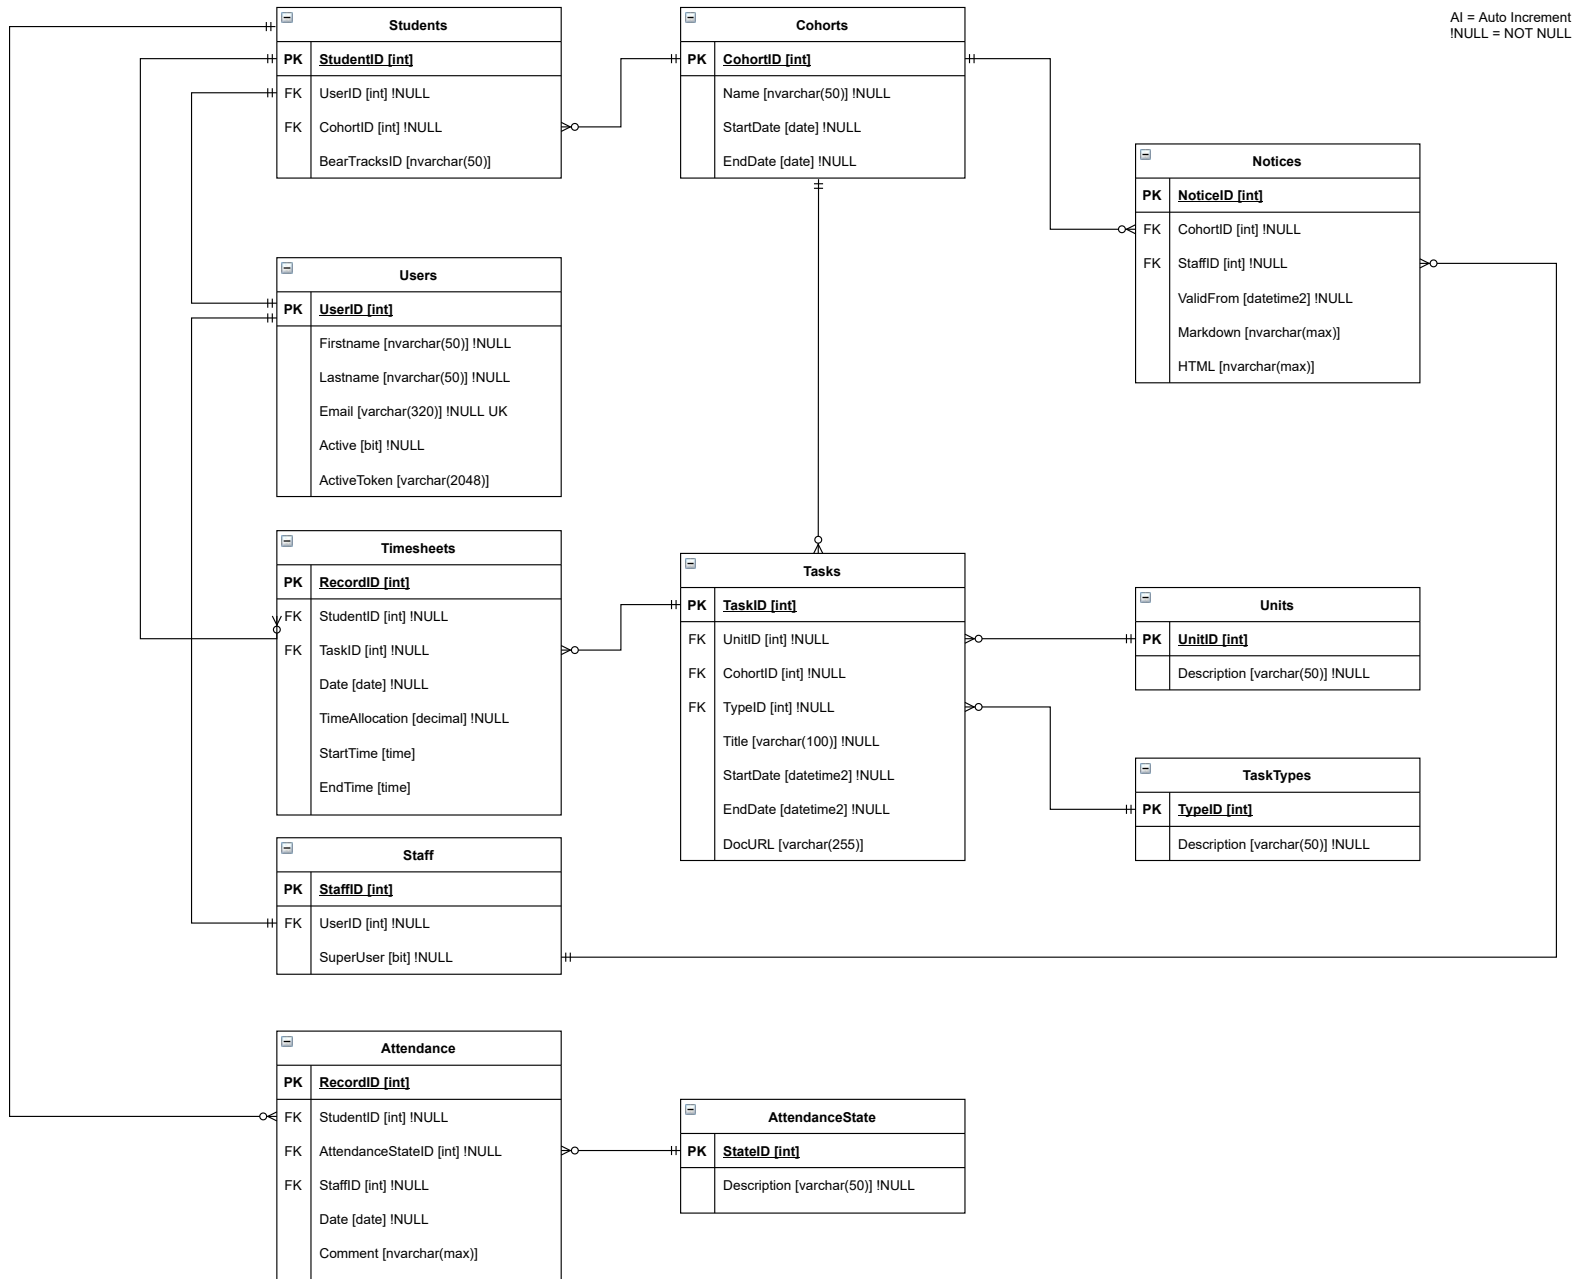 AI = Auto Increment
!NULL = NOT NULL
Students
PK StudentID [int]
FK UserID [int] !NULL
FK CohortID [int] !NULL
BearTracksID [nvarchar(50)]
Cohorts
PK CohortID [int]
Name [nvarchar(50)] !NULL
StartDate [date] !NULL
EndDate [date] !NULL
Notices
PK NoticeID [int]
FK CohortID [int] !NULL
FK StaffID [int] !NULL
ValidFrom [datetime2] !NULL
Markdown [nvarchar(max)]
HTML [nvarchar(max)]
Users
PK UserID [int]
Firstname [nvarchar(50)] !NULL
Lastname [nvarchar(50)] !NULL
Email [varchar(320)] !NULL UK
Active [bit] !NULL
ActiveToken [varchar(2048)]
Timesheets
PK RecordID [int]
FK StudentID [int] !NULL
FK TaskID [int] !NULL
Date [date] !NULL
TimeAllocation [decimal] !NULL
StartTime [time]
EndTime [time]
Tasks
PK TaskID [int]
FK UnitID [int] !NULL
FK CohortID [int] !NULL
FK TypeID [int] !NULL
Title [varchar(100)] !NULL
StartDate [datetime2] !NULL
EndDate [datetime2] !NULL
DocURL [varchar(255)]
Units
PK UnitID [int]
Description [varchar(50)] !NULL
TaskTypes
PK TypeID [int]
Description [varchar(50)] !NULL
Staff
PK StaffID [int]
FK UserID [int] !NULL
SuperUser [bit] !NULL
Attendance
PK RecordID [int]
FK StudentID [int] !NULL
FK AttendanceStateID [int] !NULL
FK StaffID [int] !NULL
Date [date] !NULL
Comment [nvarchar(max)]
AttendanceState
PK StateID [int]
Description [varchar(50)] !NULL